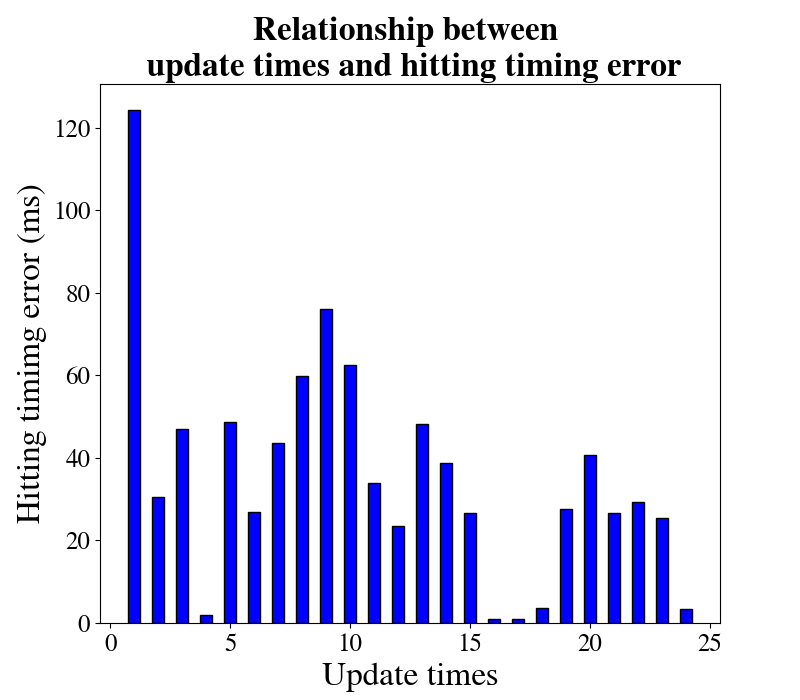 Relationship between
update times and hitting timing error
Hitting timimg error (ms)
120
100
80
60
40
20
0
0 5 10 15 20 25
Update times